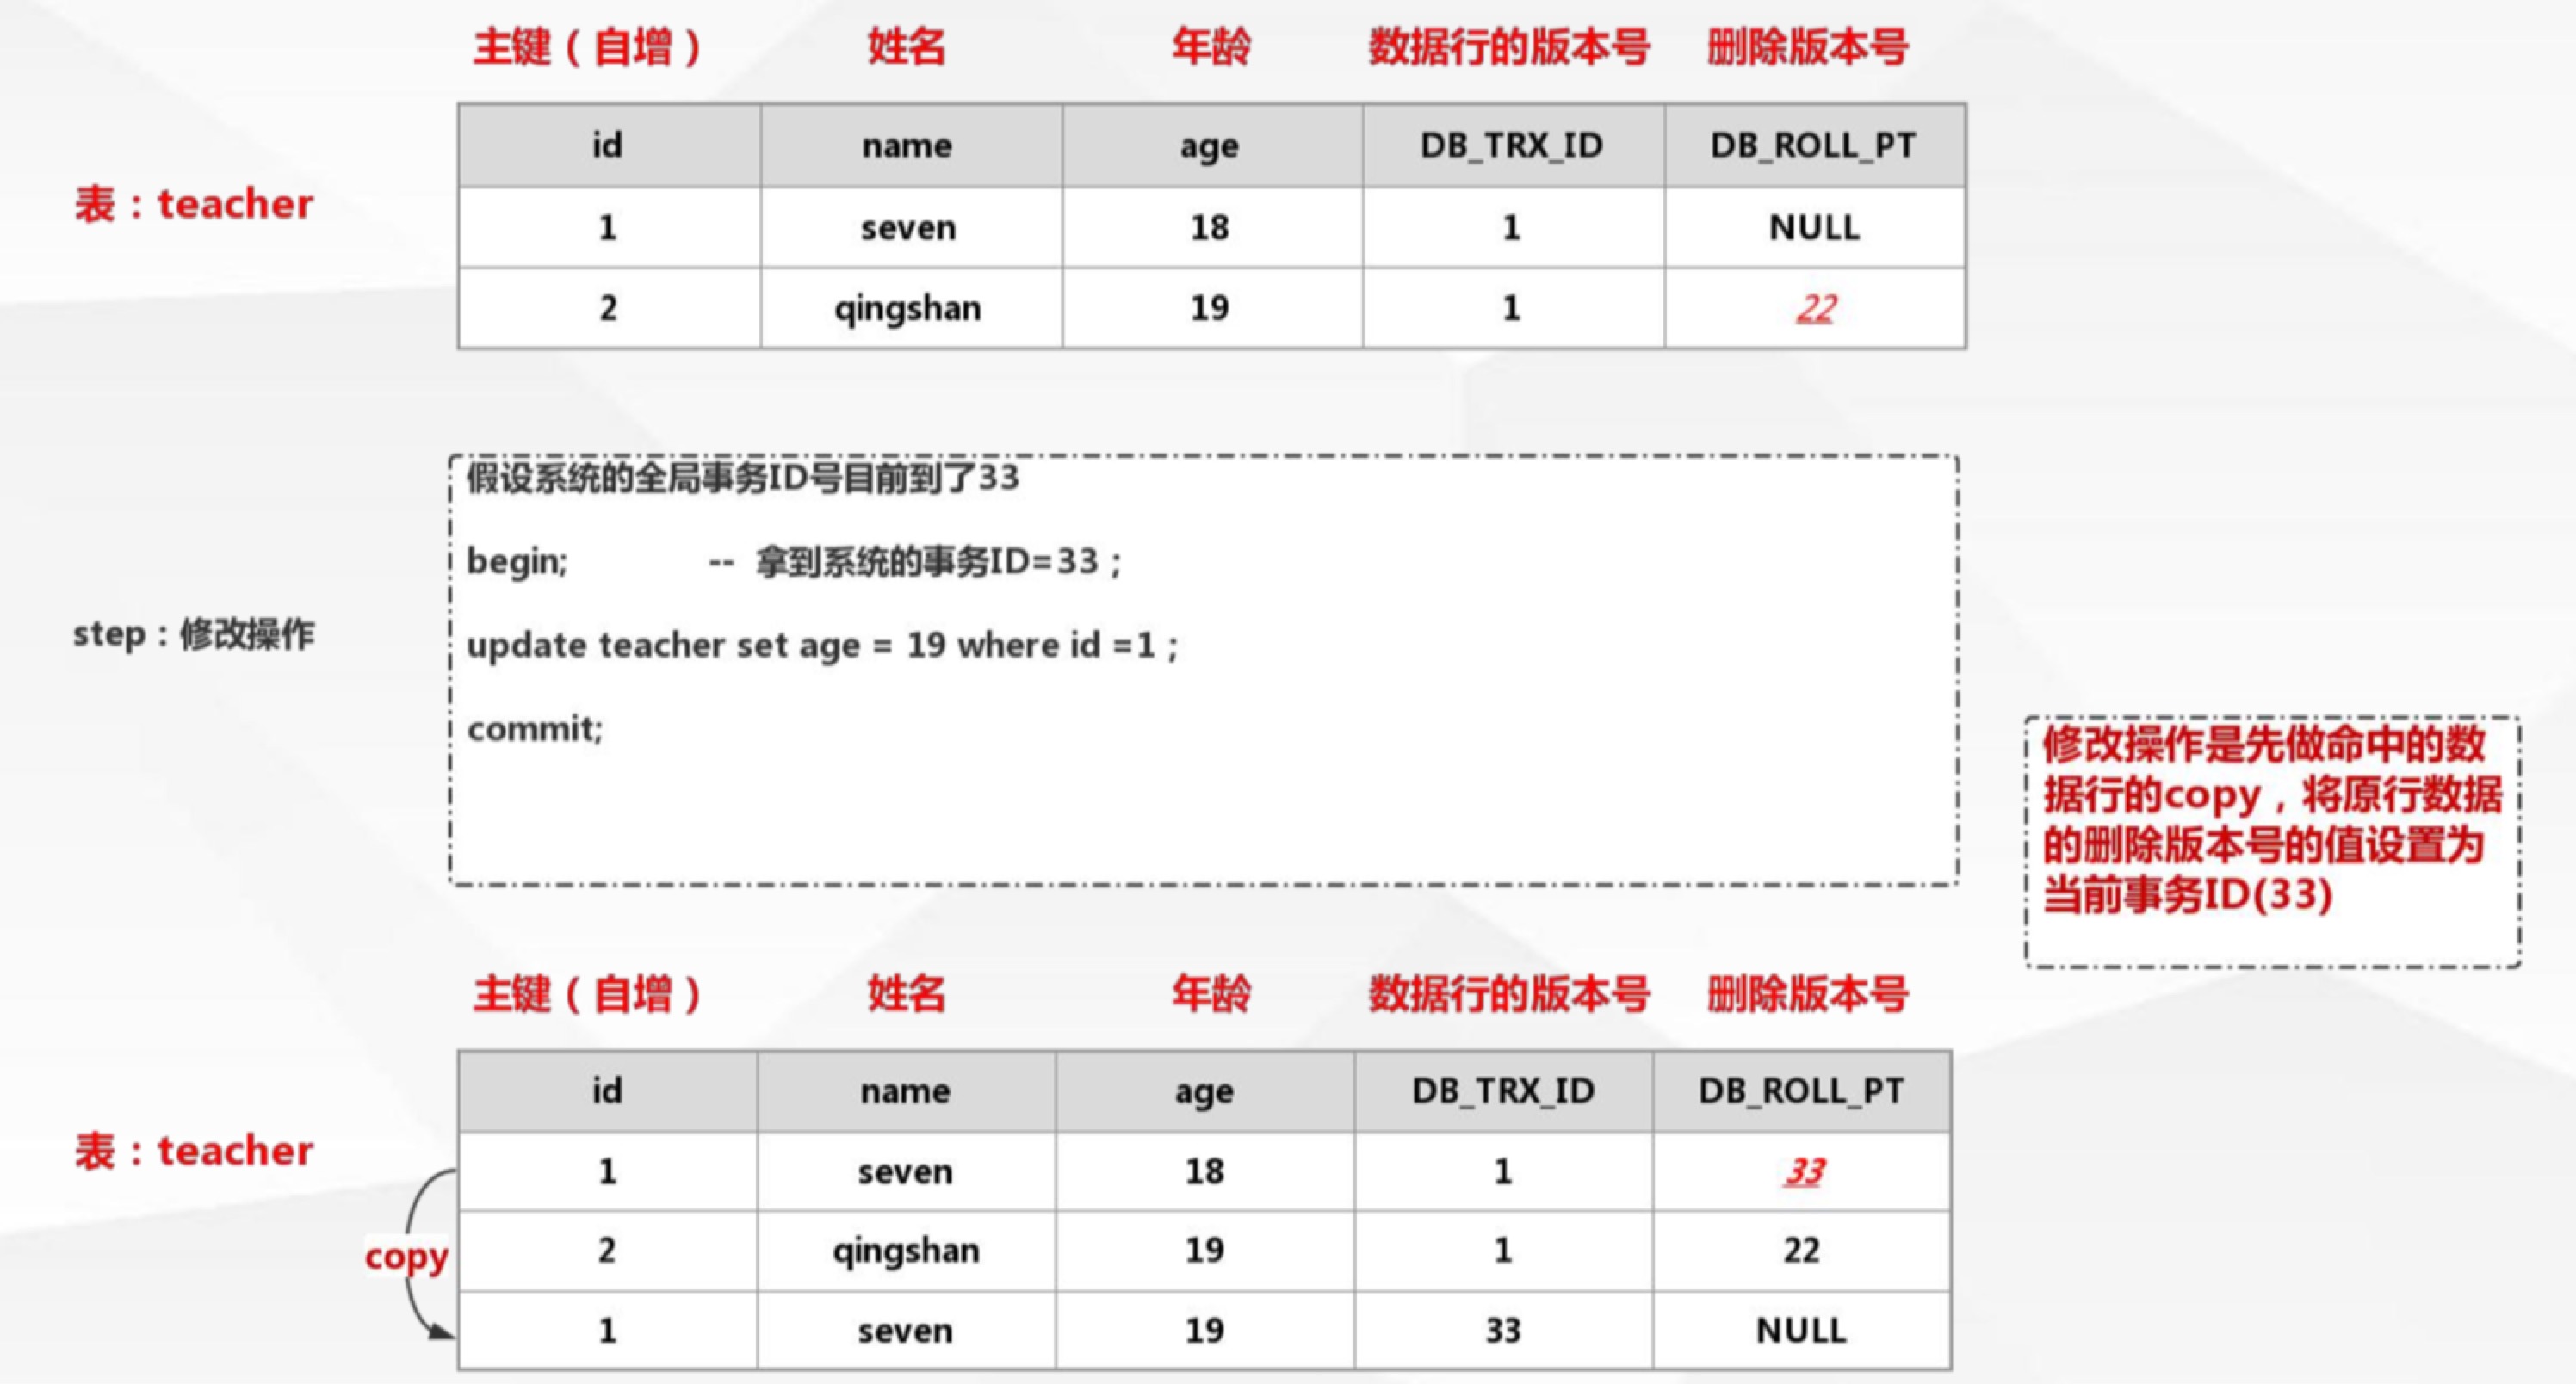 主键（自增） 姓名 年龄 数据行的版本号 删除版本号
id name age DB_TRX_ID DB_ROLL_PT
表：teacher
1 seven 18 1 NULL
2 qingshan 19 1 22
假设系统的全局事务ID号目前到了33
begin; -- 拿到系统的事务ID=33；
step：修改操作
update teacher set age = 19 where id =1；
commit;
修改操作是先做命中的数
据行的copy，将原行数据
的删除版本号的值设置为
当前事务ID(33)
主键（自增） 姓名 年龄 数据行的版本号 删除版本号
id name age DB_TRX_ID DB_ROLL_PT
表：teacher
1 seven 18 1 33
copy
2 qingshan 19 1 22
1 seven 19 33 NULL